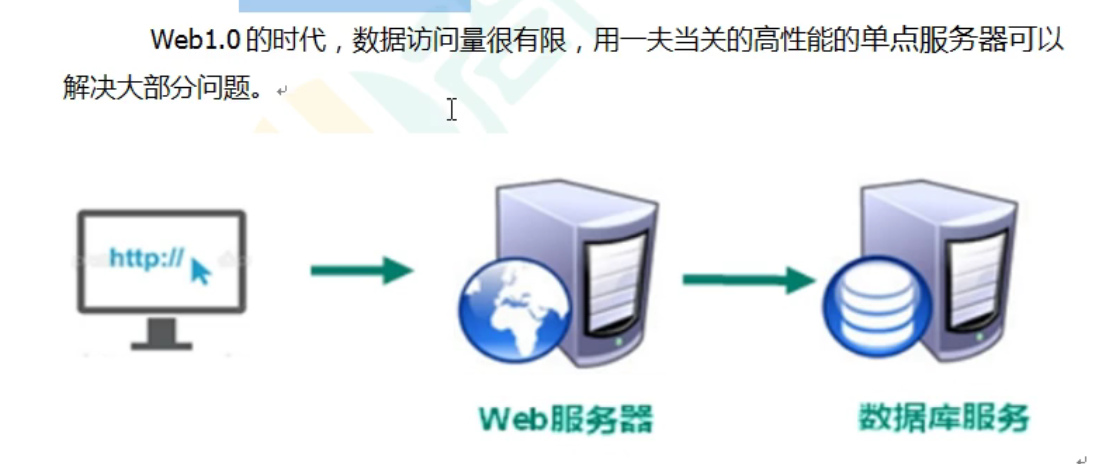 Web1.0的时代，数据访问量很有限，用一夫当关的高性能的单点服务器可以
解决大部分问题。
http://
Web服务器
数据库服务